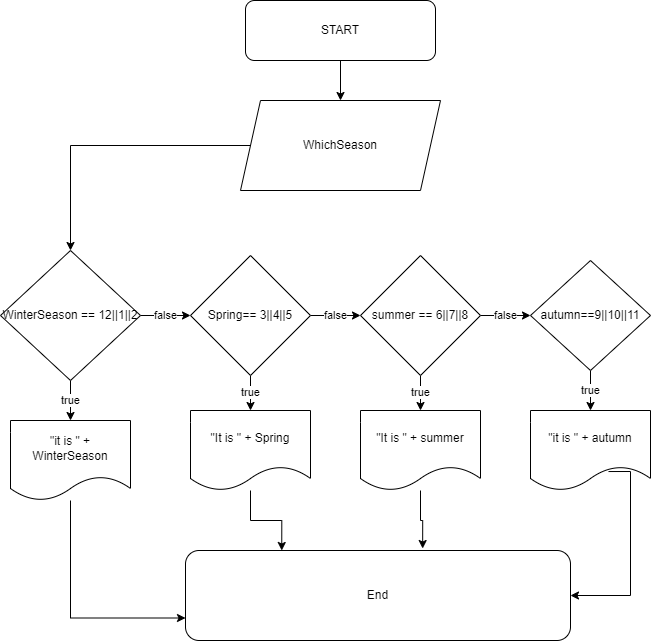 START
WhichSeason
WinterSeason == 12||1||2
false
Spring== 3||4||5
false
summer == 6||7||8
false
autumn==9||10||11
true
true
true
true
"it is " +
WinterSeason
"It is " + Spring
"It is " + summer
"it is " + autumn
End